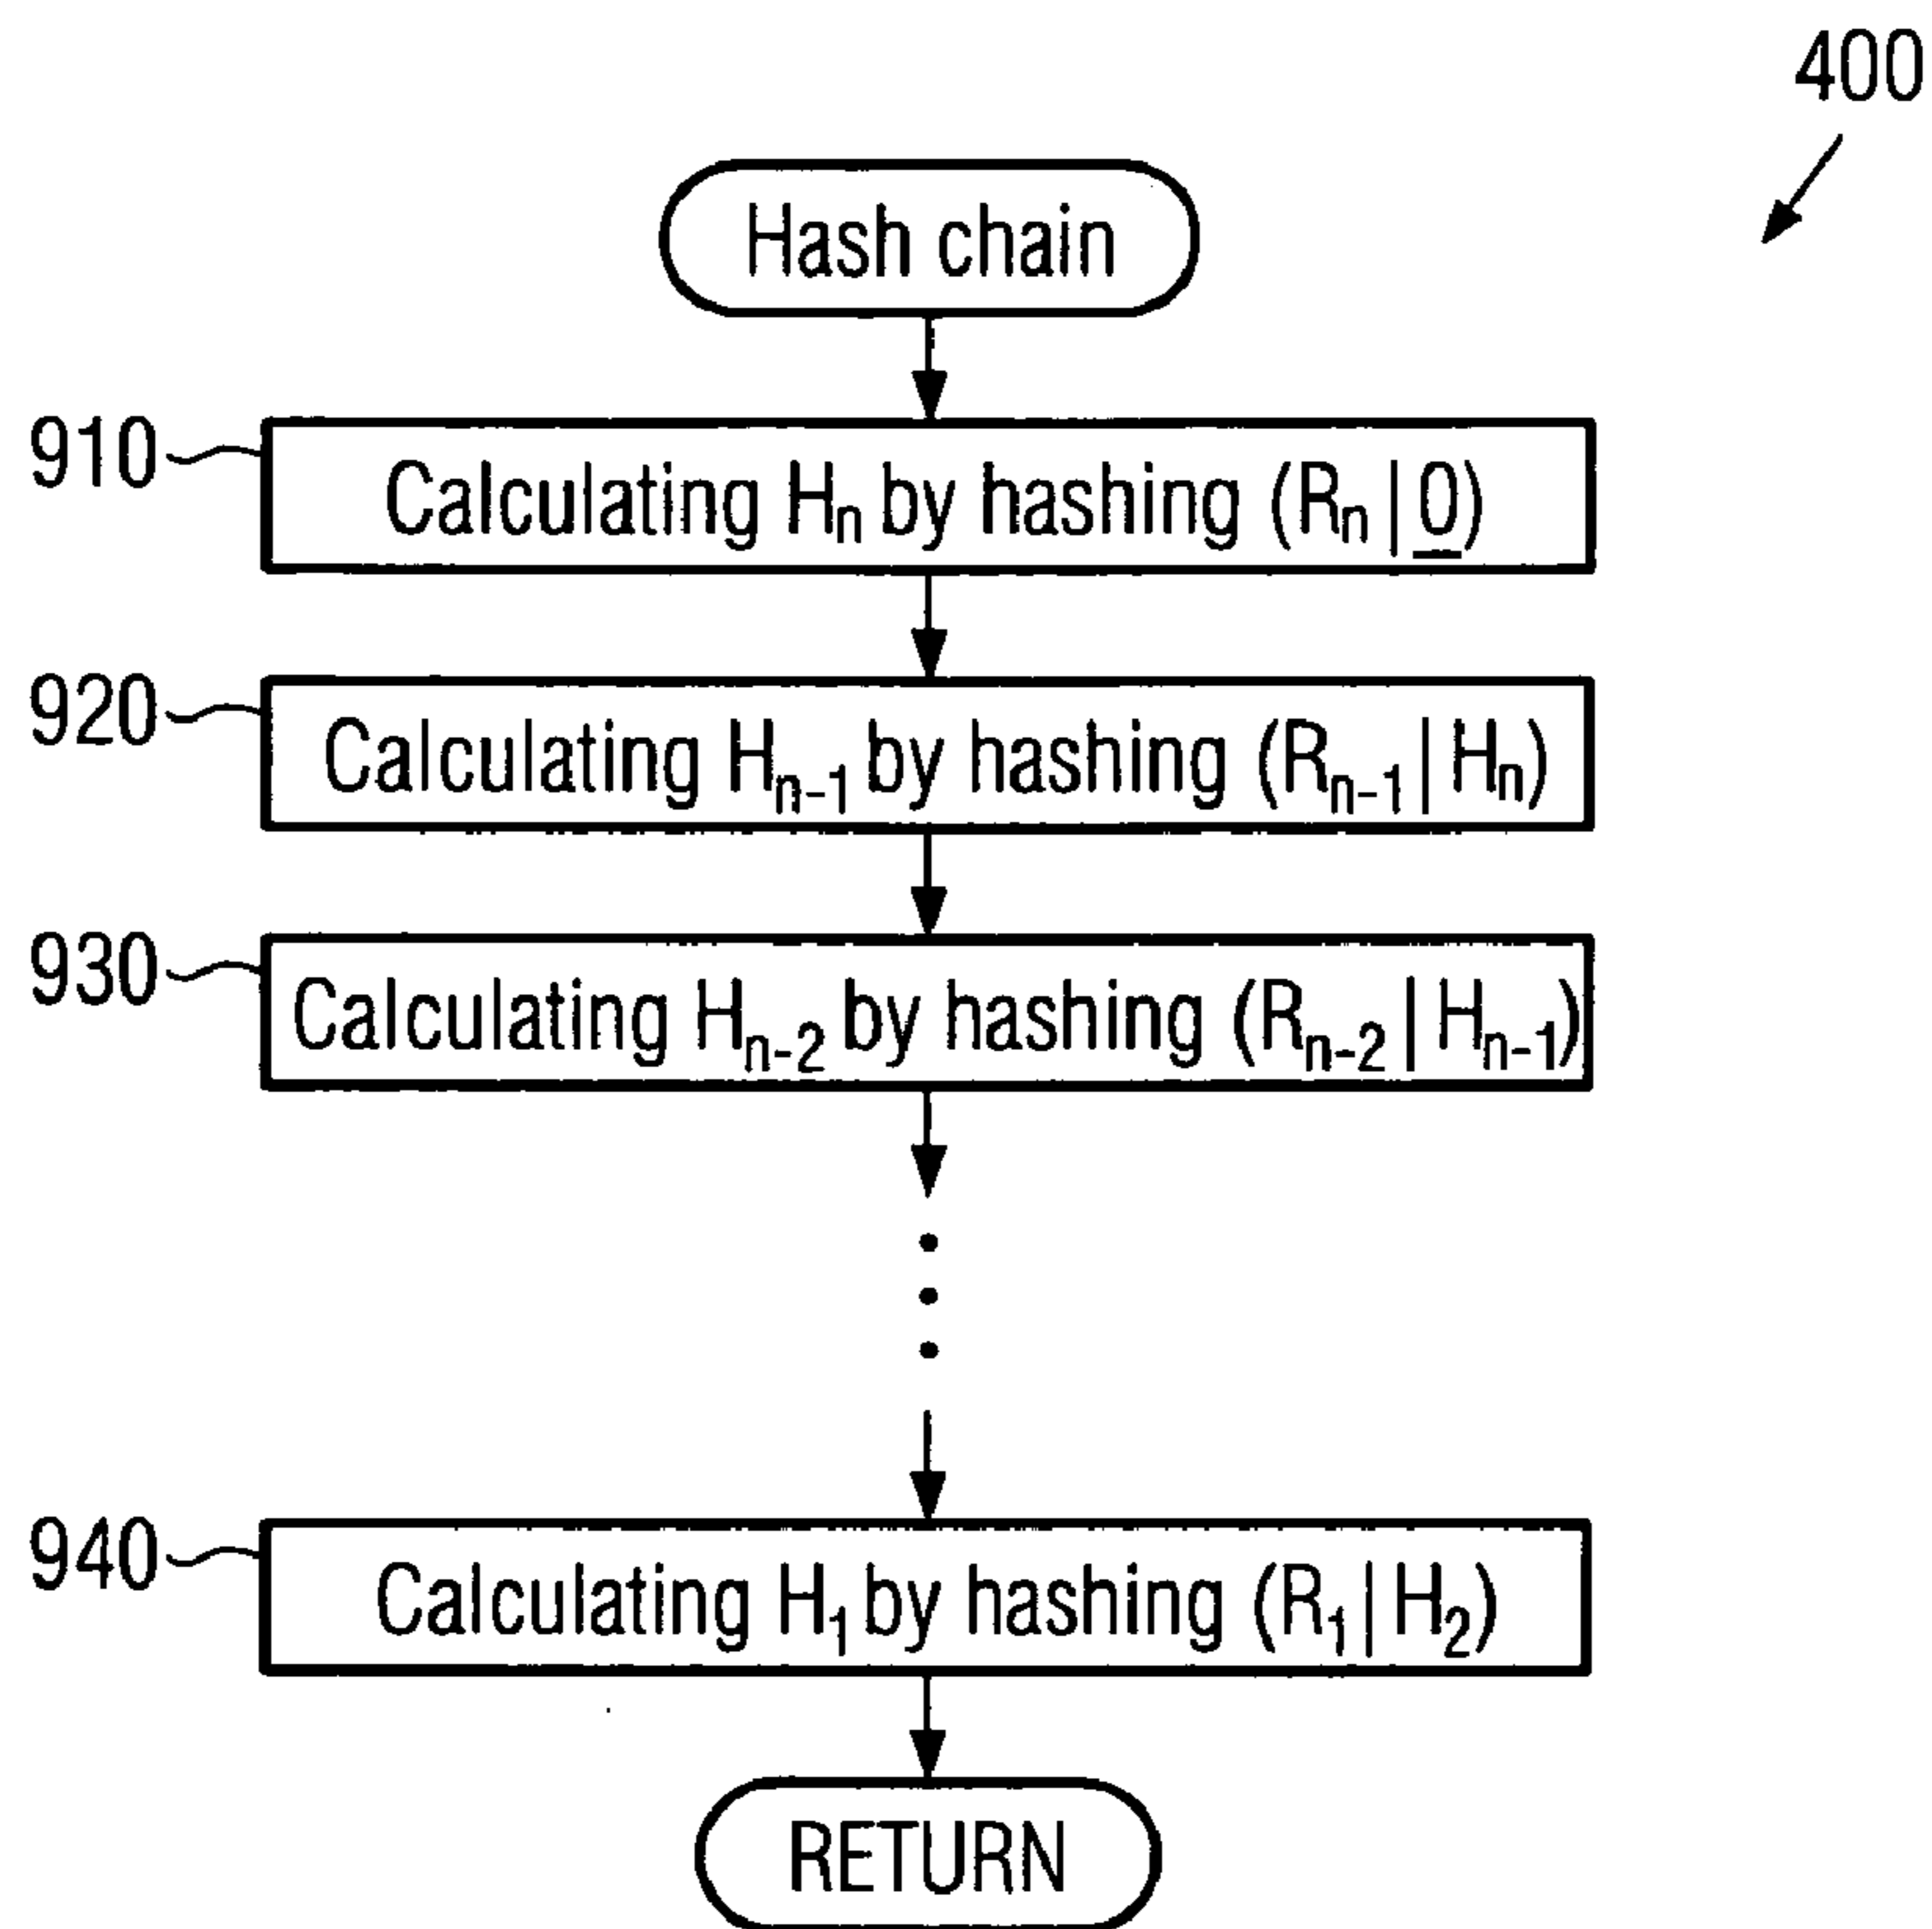 400
Hash chain
910 Calculating Hₙ by hashing (Rₙ | 0)
920 Calculating Hₙ₋₁ by hashing (Rₙ₋₁ | Hₙ)
930 Calculating Hₙ₋₂ by hashing (Rₙ₋₂ | Hₙ₋₁)
940 Calculating H₁ by hashing (R₁ | H₂)
RETURN